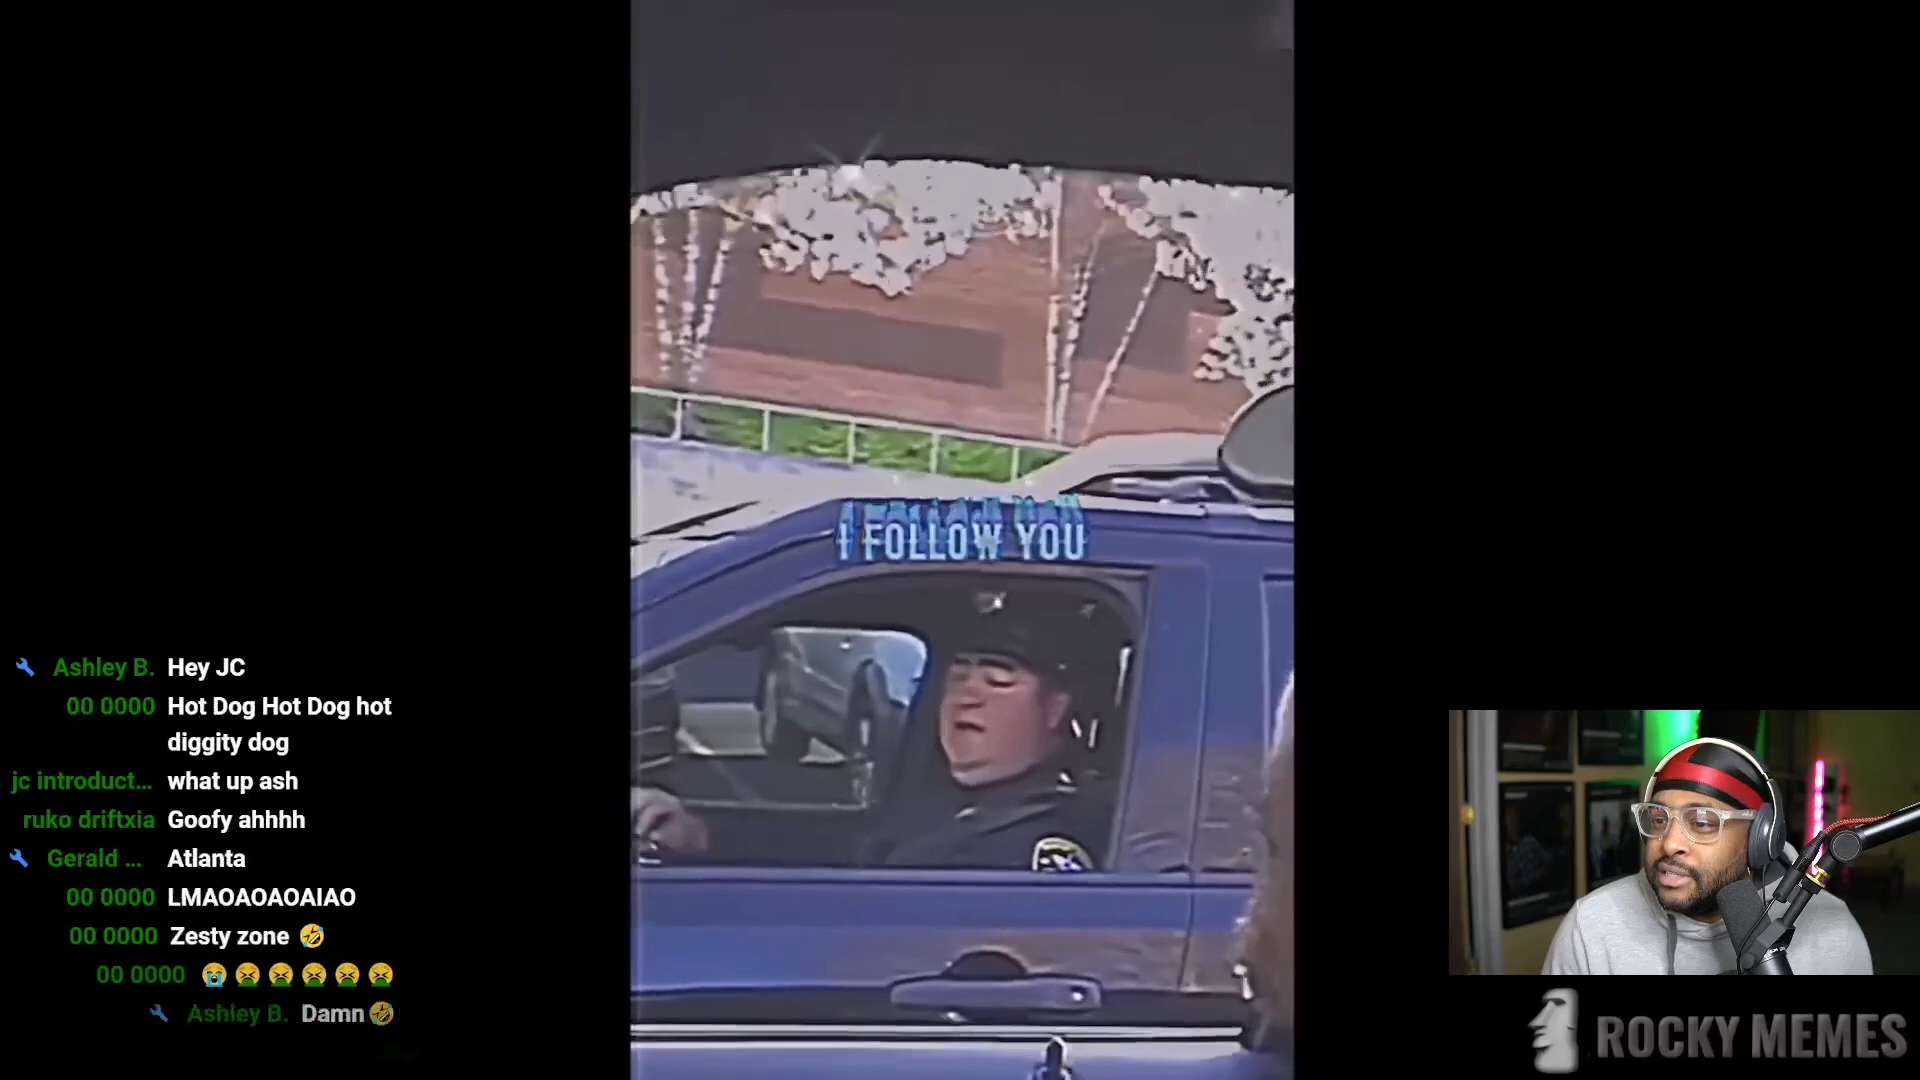 I FOLLOW YOU
Ashley B. Hey JC
00 0000 Hot Dog Hot Dog hot
diggity dog
jc introduct... what up ash
ruko driftxia Goofy ahhhh
Gerald ... Atlanta
00 0000 LMAOAOAOAIAO
00 0000 Zesty zone 🤣
00 0000 😭🤮🤮🤮🤮🤮
Ashley B. Damn🤣
ROCKY MEMES